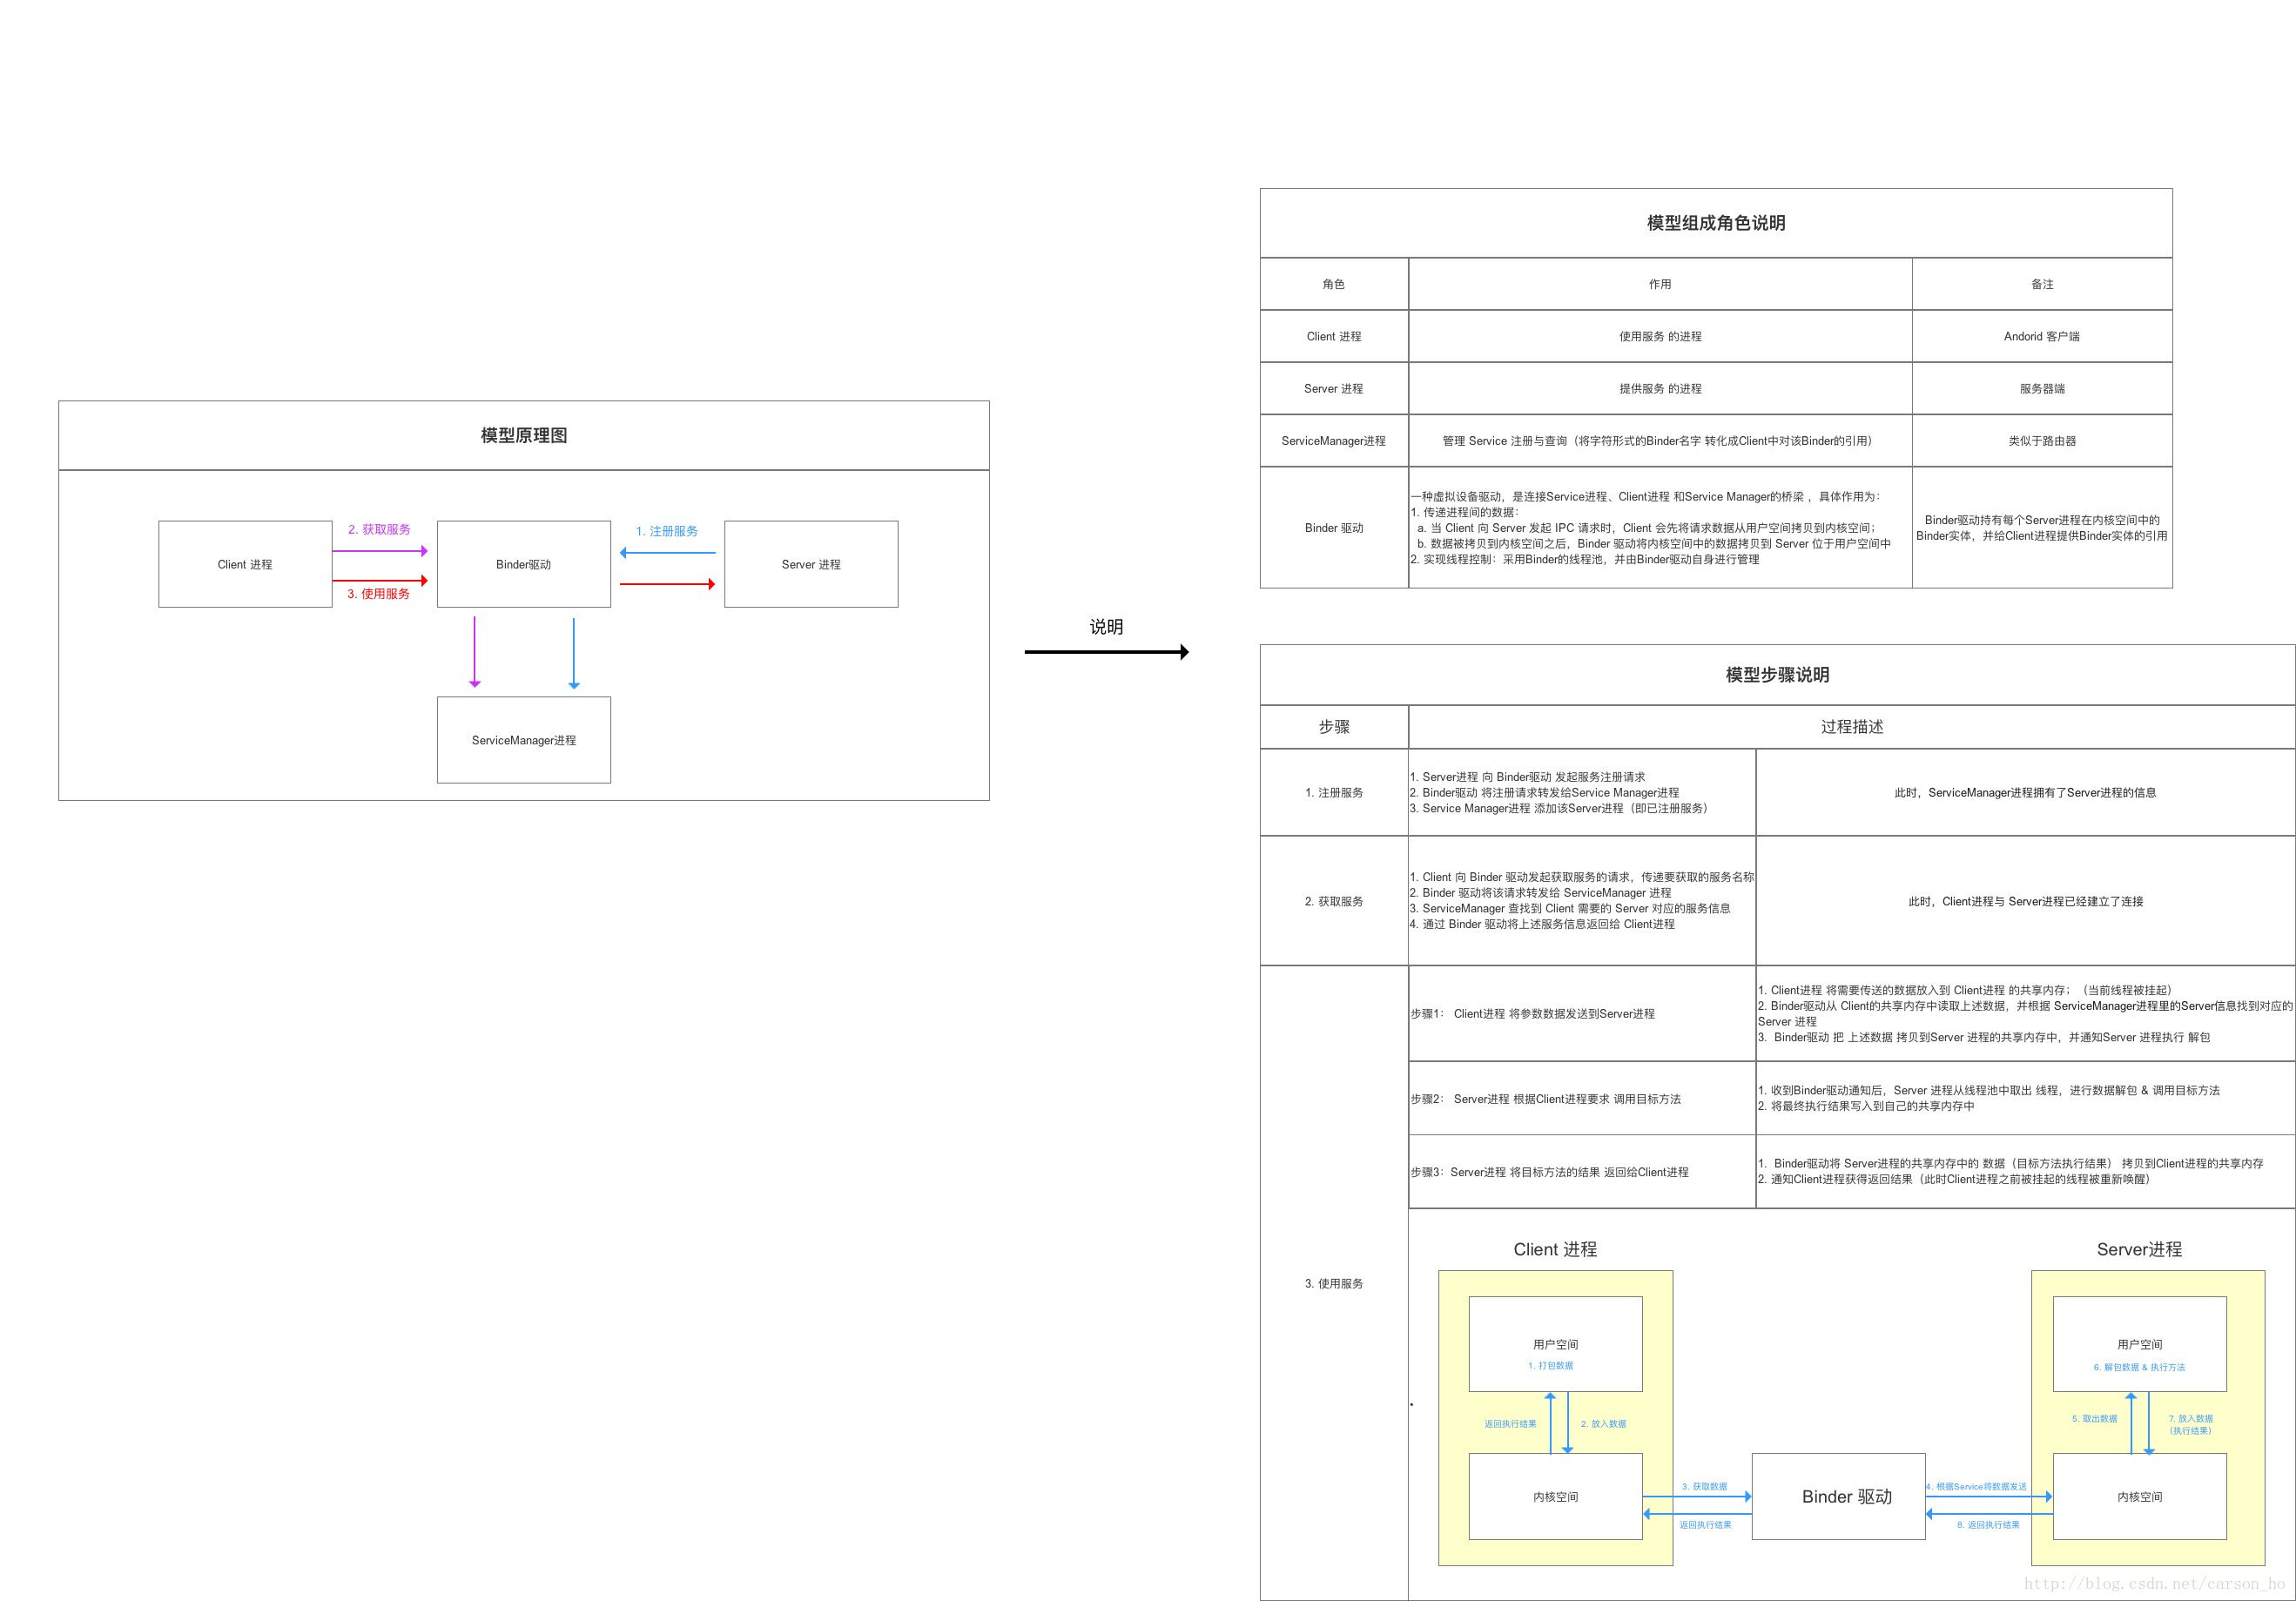 模型原理图
Client 进程
2. 获取服务
3. 使用服务
Binder驱动
1. 注册服务
Server 进程
ServiceManager进程
说明
模型组成角色说明
角色
作用
备注
Client 进程
使用服务 的进程
Andorid 客户端
Server 进程
提供服务 的进程
服务器端
ServiceManager进程
管理 Service 注册与查询（将字符形式的Binder名字 转化成Client中对该Binder的引用）
类似于路由器
Binder 驱动
一种虚拟设备驱动，是连接Service进程、Client进程 和Service Manager的桥梁 ，具体作用为：
1. 传递进程间的数据：
a. 当 Client 向 Server 发起 IPC 请求时，Client 会先将请求数据从用户空间拷贝到内核空间；
b. 数据被拷贝到内核空间之后，Binder 驱动将内核空间中的数据拷贝到 Server 位于用户空间中
2. 实现线程控制：采用Binder的线程池，并由Binder驱动自身进行管理
Binder驱动持有每个Server进程在内核空间中的
Binder实体，并给Client进程提供Binder实体的引用
模型步骤说明
步骤
过程描述
1. 注册服务
1. Server进程 向 Binder驱动 发起服务注册请求
2. Binder驱动 将注册请求转发给Service Manager进程
3. Service Manager进程 添加该Server进程（即已注册服务）
此时，ServiceManager进程拥有了Server进程的信息
2. 获取服务
1. Client 向 Binder 驱动发起获取服务的请求，传递要获取的服务名称
2. Binder 驱动将该请求转发给 ServiceManager 进程
3. ServiceManager 查找到 Client 需要的 Server 对应的服务信息
4. 通过 Binder 驱动将上述服务信息返回给 Client进程
此时，Client进程与 Server进程已经建立了连接
3. 使用服务
步骤1： Client进程 将参数数据发送到Server进程
1. Client进程 将需要传送的数据放入到 Client进程 的共享内存；（当前线程被挂起）
2. Binder驱动从 Client的共享内存中读取上述数据，并根据 ServiceManager进程里的Server信息找到对应的
Server 进程
3. Binder驱动 把 上述数据 拷贝到Server 进程的共享内存中，并通知Server 进程执行 解包
步骤2： Server进程 根据Client进程要求 调用目标方法
1. 收到Binder驱动通知后，Server 进程从线程池中取出 线程，进行数据解包 & 调用目标方法
2. 将最终执行结果写入到自己的共享内存中
步骤3：Server进程 将目标方法的结果 返回给Client进程
1. Binder驱动将 Server进程的共享内存中的 数据（目标方法执行结果） 拷贝到Client进程的共享内存
2. 通知Client进程获得返回结果（此时Client进程之前被挂起的线程被重新唤醒）
Client 进程
Server进程
用户空间
1. 打包数据
返回执行结果
2. 放入数据
内核空间
3. 获取数据
返回执行结果
Binder 驱动
4. 根据Service将数据发送
8. 返回执行结果
用户空间
6. 解包数据 & 执行方法
5. 取出数据
7. 放入数据
（执行结果）
内核空间
http://blog.csdn.net/carson_ho